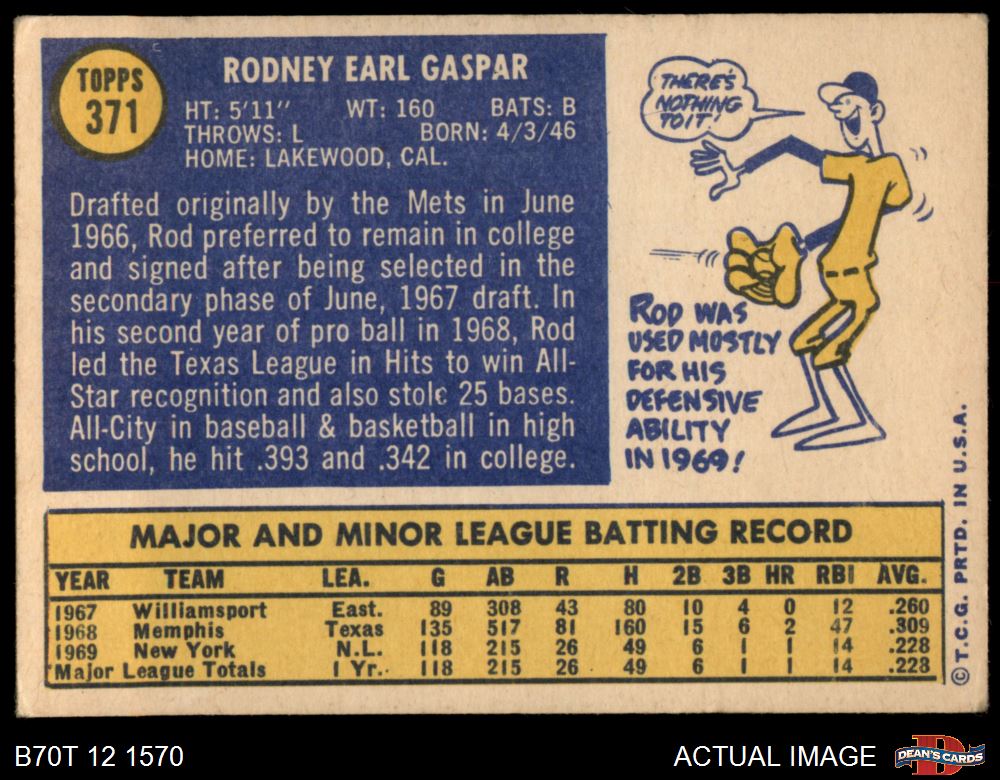 TOPPS
371
RODNEY EARL GASPAR
HT: 5'11" WT: 160 BATS: B
THROWS: L BORN: 4/3/46
HOME: LAKEWOOD, CAL.
Drafted originally by the Mets in June
1966, Rod preferred to remain in college
and signed after being selected in the
secondary phase of June, 1967 draft. In
his second year of pro ball in 1968, Rod
led the Texas League in Hits to win All-
Star recognition and also stole 25 bases.
All-City in baseball & basketball in high
school, he hit .393 and .342 in college.
THERE'S
NOTHING
TO IT!
ROD WAS
USED MOSTLY
FOR HIS
DEFENSIVE
ABILITY
IN 1969!
MAJOR AND MINOR LEAGUE BATTING RECORD
YEAR TEAM LEA. G AB R H 2B 3B HR RBI AVG.
1967 Williamsport East. 89 308 43 80 10 4 0 12 .260
1968 Memphis Texas 135 517 81 160 15 6 2 47 .309
1969 New York N.L. 118 215 26 49 6 1 1 14 .228
Major League Totals 1 Yr. 118 215 26 49 6 1 1 14 .228
© T.C.G. PRTD. IN U.S.A.
B70T 12 1570
ACTUAL IMAGE
DEAN'S CARDS